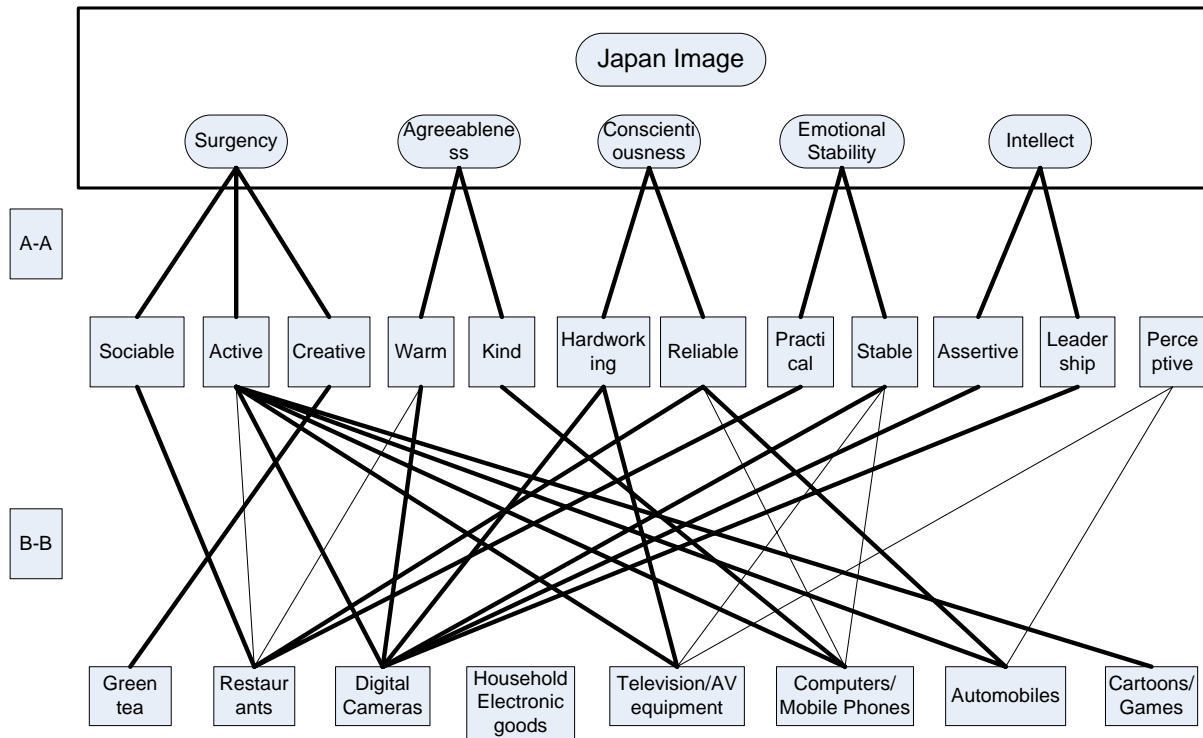 Japan Image
Surgency
Agreeablene
ss
Conscienti
ousness
Emotional
Stability
Intellect
A-A
Sociable
Active
Creative
Warm
Kind
Hardwork
ing
Reliable
Practi
cal
Stable
Assertive
Leader
ship
Perce
ptive
B-B
Green
tea
Restaur
ants
Digital
Cameras
Household
Electronic
goods
Television/AV
equipment
Computers/
Mobile Phones
Automobiles
Cartoons/
Games